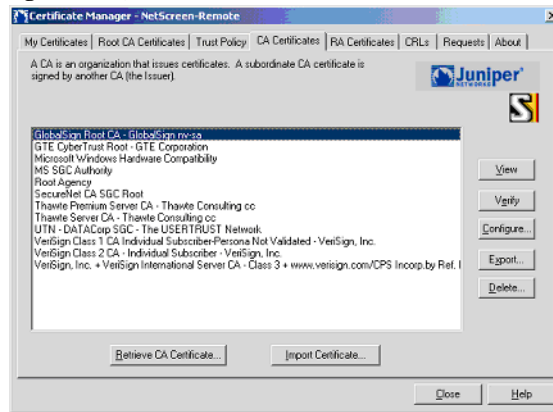 Certificate Manager - NetScreen-Remote
My Certificates Root CA Certificates Trust Policy CA Certificates RA Certificates CRLs Requests About
A CA is an organization that issues certificates. A subordinate CA certificate is
signed by another CA (the Issuer).
Juniper
NETWORKS
S
GlobalSign Root CA - GlobalSign nv-sa
GTE CyberTrust Root - GTE Corporation
Microsoft Windows Hardware Compatibility
MS SGC Authority
Root Agency
SecureNet CA SGC Root
Thawte Premium Server CA - Thawte Consulting cc
Thawte Server CA - Thawte Consulting cc
UTN - DATACorp SGC - The USERTRUST Network
VeriSign Class 1 CA Individual Subscriber-Persona Not Validated - VeriSign, Inc.
VeriSign Class 2 CA - Individual Subscriber - VeriSign, Inc.
VeriSign, Inc. + VeriSign International Server CA - Class 3 + www.verisign.com/CPS Incorp.by Ref. l
View
Verify
Configure...
Export...
Delete...
Retrieve CA Certificate...
Import Certificate...
Close
Help